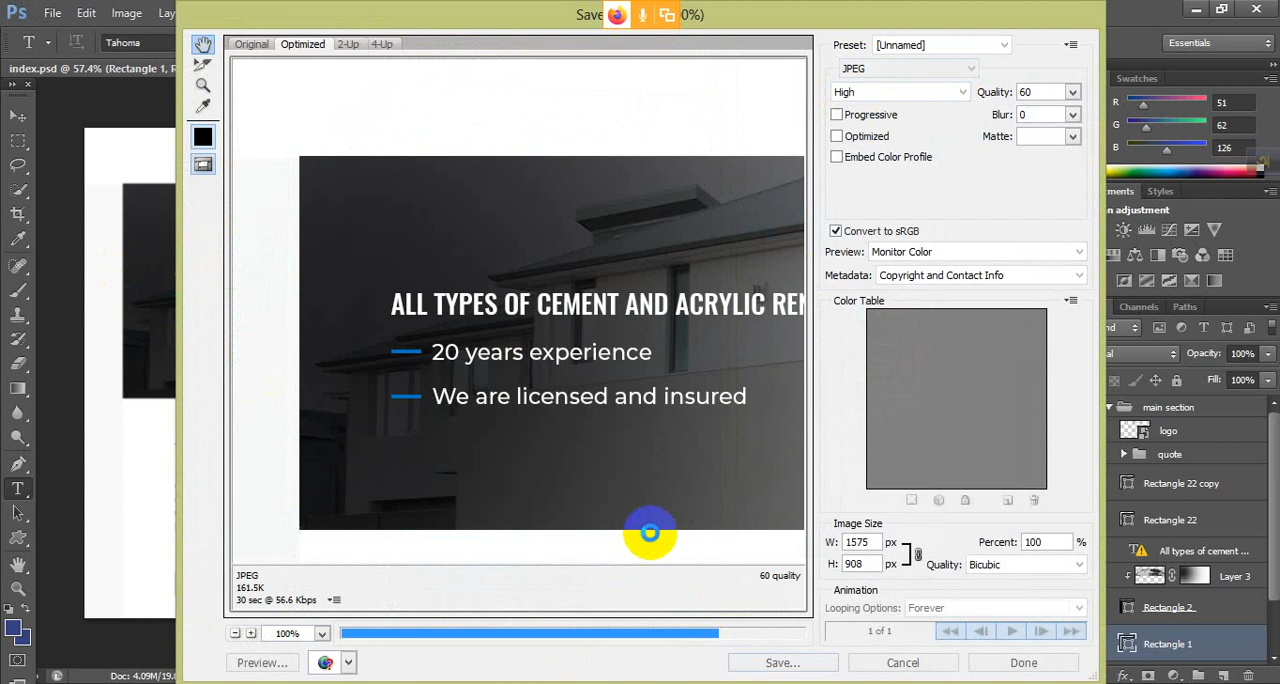 Ps File Edit Image
Save
0%)
Tahoma
Essentials
index.psd @ 57.4% (Rectangle 1, R
Original Optimized 2-Up 4-Up
ALL TYPES OF CEMENT AND ACRYLIC REN
20 years experience
We are licensed and insured
JPEG
161.5K
30 sec @ 56.6 Kbps
60 quality
100%
Preview...
Save...
Cancel
Done
Preset: [Unnamed]
JPEG
High Quality: 60
Progressive Blur: 0
Optimized Matte:
Embed Color Profile
Convert to sRGB
Preview: Monitor Color
Metadata: Copyright and Contact Info
Color Table
Image Size
W: 1575 px Percent: 100 %
H: 908 px Quality: Bicubic
Animation
Looping Options: Forever
1 of 1
Swatches
R 51
G 62
B 126
Styles
an adjustment
Channels Paths
Opacity: 100%
Fill: 100%
main section
logo
quote
Rectangle 22 copy
Rectangle 22
All types of cement ...
Layer 3
Rectangle 2
Rectangle 1
fx
Doc: 4.09M/19.0